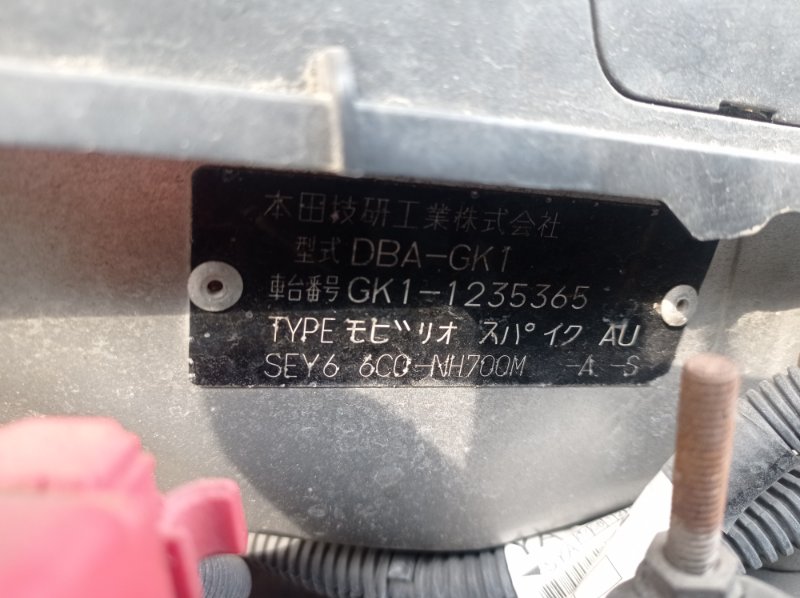 本田技研工業株式会社
型式 DBA-GK1
車台番号 GK1-1235365
TYPE モビリオ スパイク AU
SEY6 6C0-NH700M -A -S